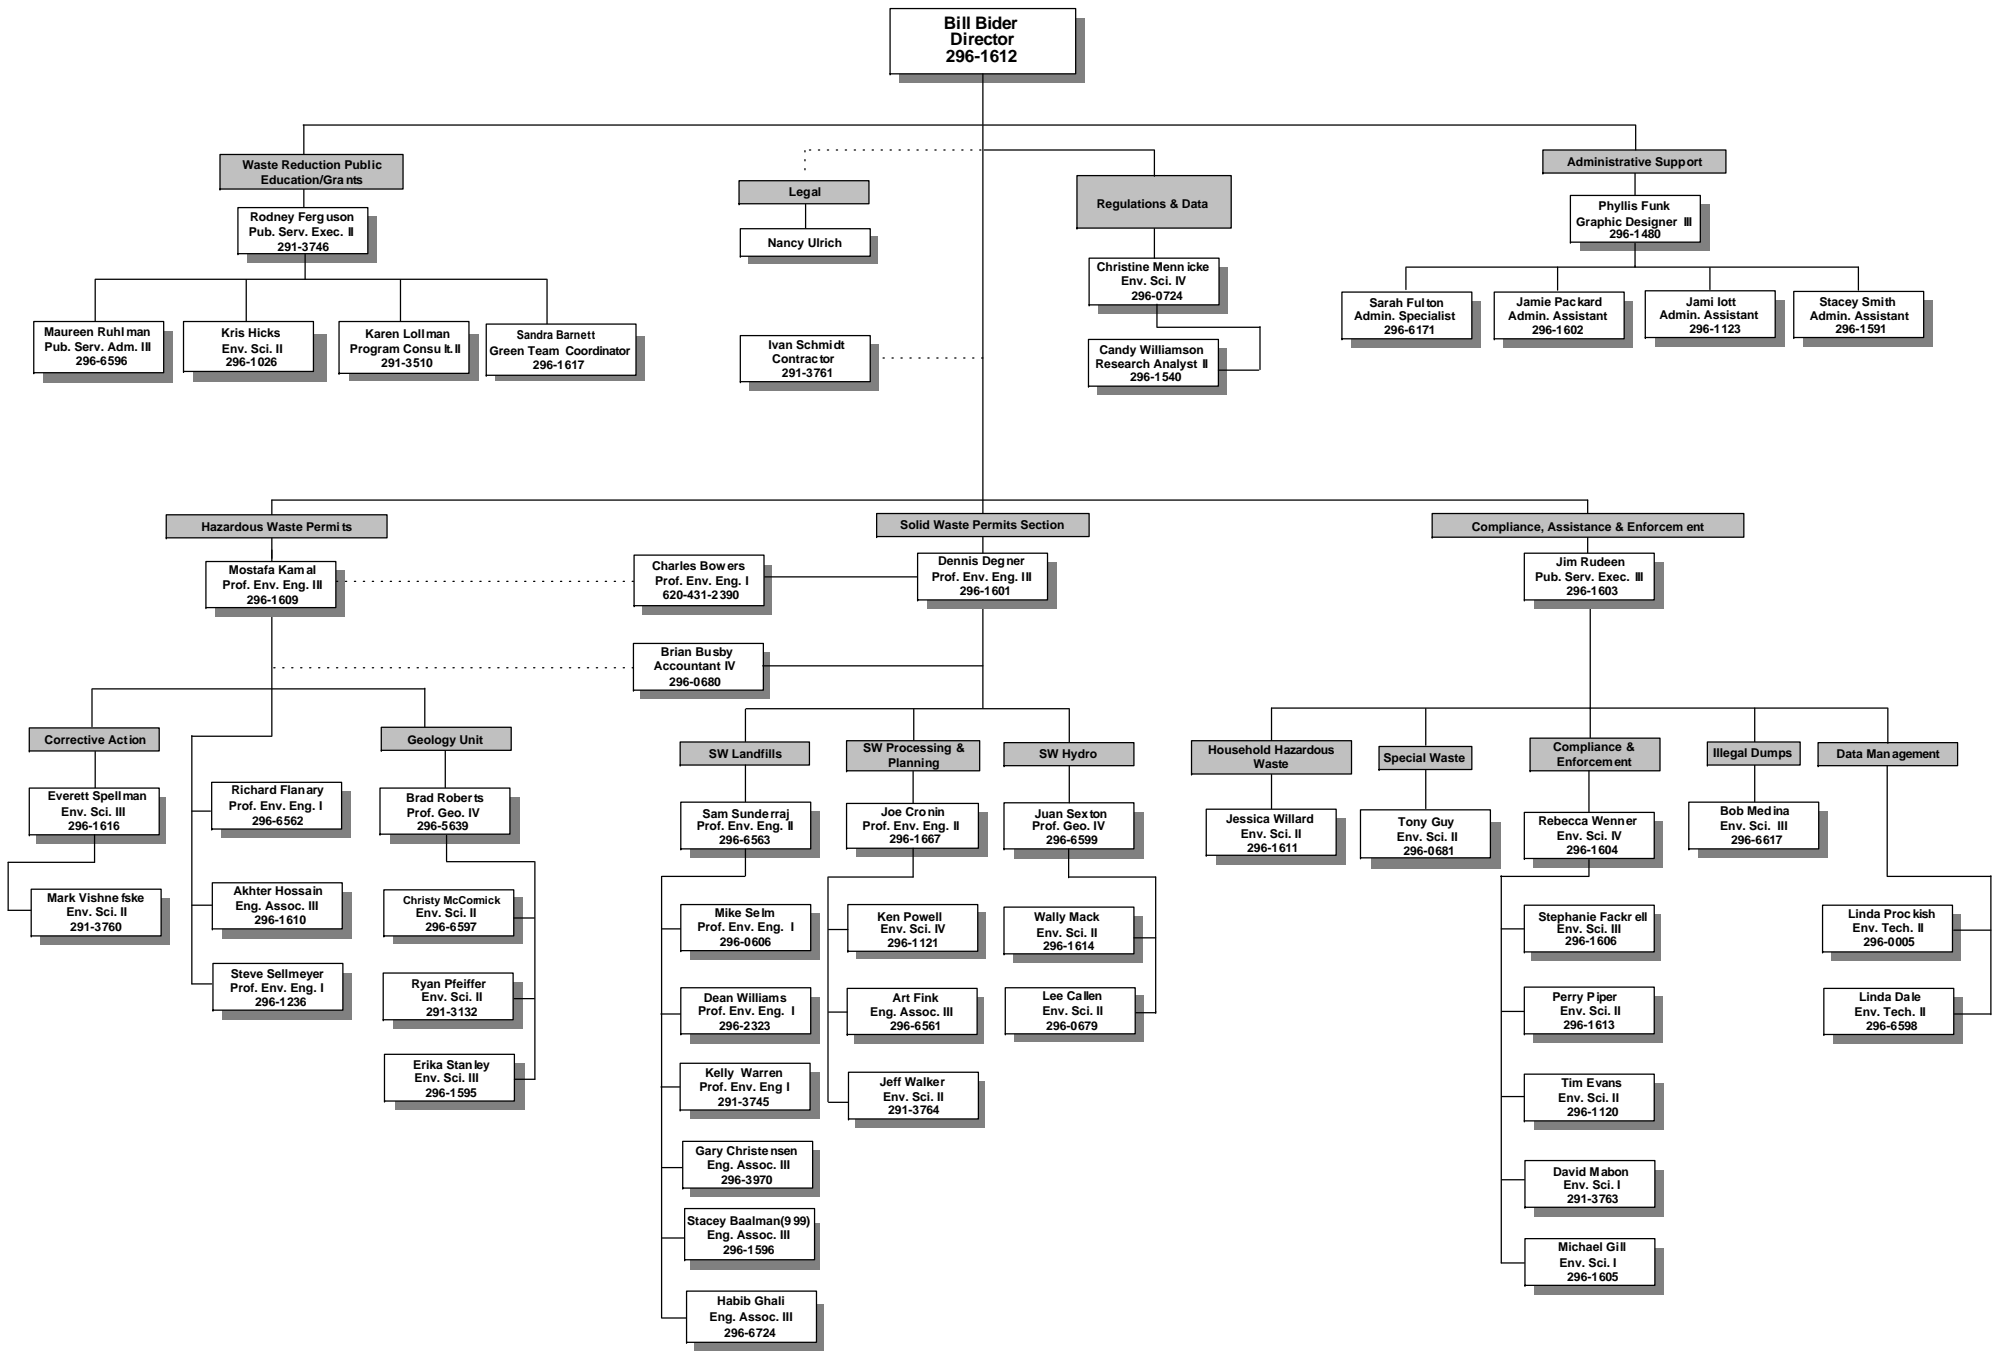 Bill Bider
Director
296-1612
Waste Reduction Public
Education/Grants
Rodney Ferguson
Pub. Serv. Exec. II
291-3746
Maureen Ruhlman
Pub. Serv. Adm. III
296-6596
Kris Hicks
Env. Sci. II
296-1026
Karen Lollman
Program Consult. II
291-3510
Sandra Barnett
Green Team Coordinator
296-1617
Legal
Nancy Ulrich
Ivan Schmidt
Contractor
291-3761
Regulations & Data
Christine Mennicke
Env. Sci. IV
296-0724
Candy Williamson
Research Analyst II
296-1540
Administrative Support
Phyllis Funk
Graphic Designer III
296-1480
Sarah Fulton
Admin. Specialist
296-6171
Jamie Packard
Admin. Assistant
296-1602
Jami Iott
Admin. Assistant
296-1123
Stacey Smith
Admin. Assistant
296-1591
Hazardous Waste Permits
Mostafa Kamal
Prof. Env. Eng. III
296-1609
Charles Bowers
Prof. Env. Eng. I
620-431-2390
Brian Busby
Accountant IV
296-0680
Corrective Action
Everett Spellman
Env. Sci. III
296-1616
Mark Vishnefske
Env. Sci. II
291-3760
Richard Flanary
Prof. Env. Eng. I
296-6562
Akhter Hossain
Eng. Assoc. III
296-1610
Steve Sellmeyer
Prof. Env. Eng. I
296-1236
Geology Unit
Brad Roberts
Prof. Geo. IV
296-5639
Christy McCormick
Env. Sci. II
296-6597
Ryan Pfeiffer
Env. Sci. II
291-3132
Erika Stanley
Env. Sci. III
296-1595
Solid Waste Permits Section
Dennis Degner
Prof. Env. Eng. III
296-1601
SW Landfills
Sam Sunderraj
Prof. Env. Eng. II
296-6563
Mike Selm
Prof. Env. Eng. I
296-0606
Dean Williams
Prof. Env. Eng. I
296-2323
Kelly Warren
Prof. Env. Eng I
291-3745
Gary Christensen
Eng. Assoc. III
296-3970
Stacey Baalman(999)
Eng. Assoc. III
296-1596
Habib Ghali
Eng. Assoc. III
296-6724
SW Processing &
Planning
Joe Cronin
Prof. Env. Eng. II
296-1667
Ken Powell
Env. Sci. IV
296-1121
Art Fink
Eng. Assoc. III
296-6561
Jeff Walker
Env. Sci. II
291-3764
SW Hydro
Juan Sexton
Prof. Geo. IV
296-6599
Wally Mack
Env. Sci. II
296-1614
Lee Callen
Env. Sci. II
296-0679
Compliance, Assistance & Enforcement
Jim Rudeen
Pub. Serv. Exec. III
296-1603
Household Hazardous
Waste
Jessica Willard
Env. Sci. II
296-1611
Special Waste
Tony Guy
Env. Sci. II
296-0681
Compliance &
Enforcement
Rebecca Wenner
Env. Sci. IV
296-1604
Stephanie Fackrell
Env. Sci. III
296-1606
Perry Piper
Env. Sci. II
296-1613
Tim Evans
Env. Sci. II
296-1120
David Mabon
Env. Sci. I
291-3763
Michael Gill
Env. Sci. I
296-1605
Illegal Dumps
Bob Medina
Env. Sci. III
296-6617
Data Management
Linda Prockish
Env. Tech. II
296-0005
Linda Dale
Env. Tech. II
296-6598